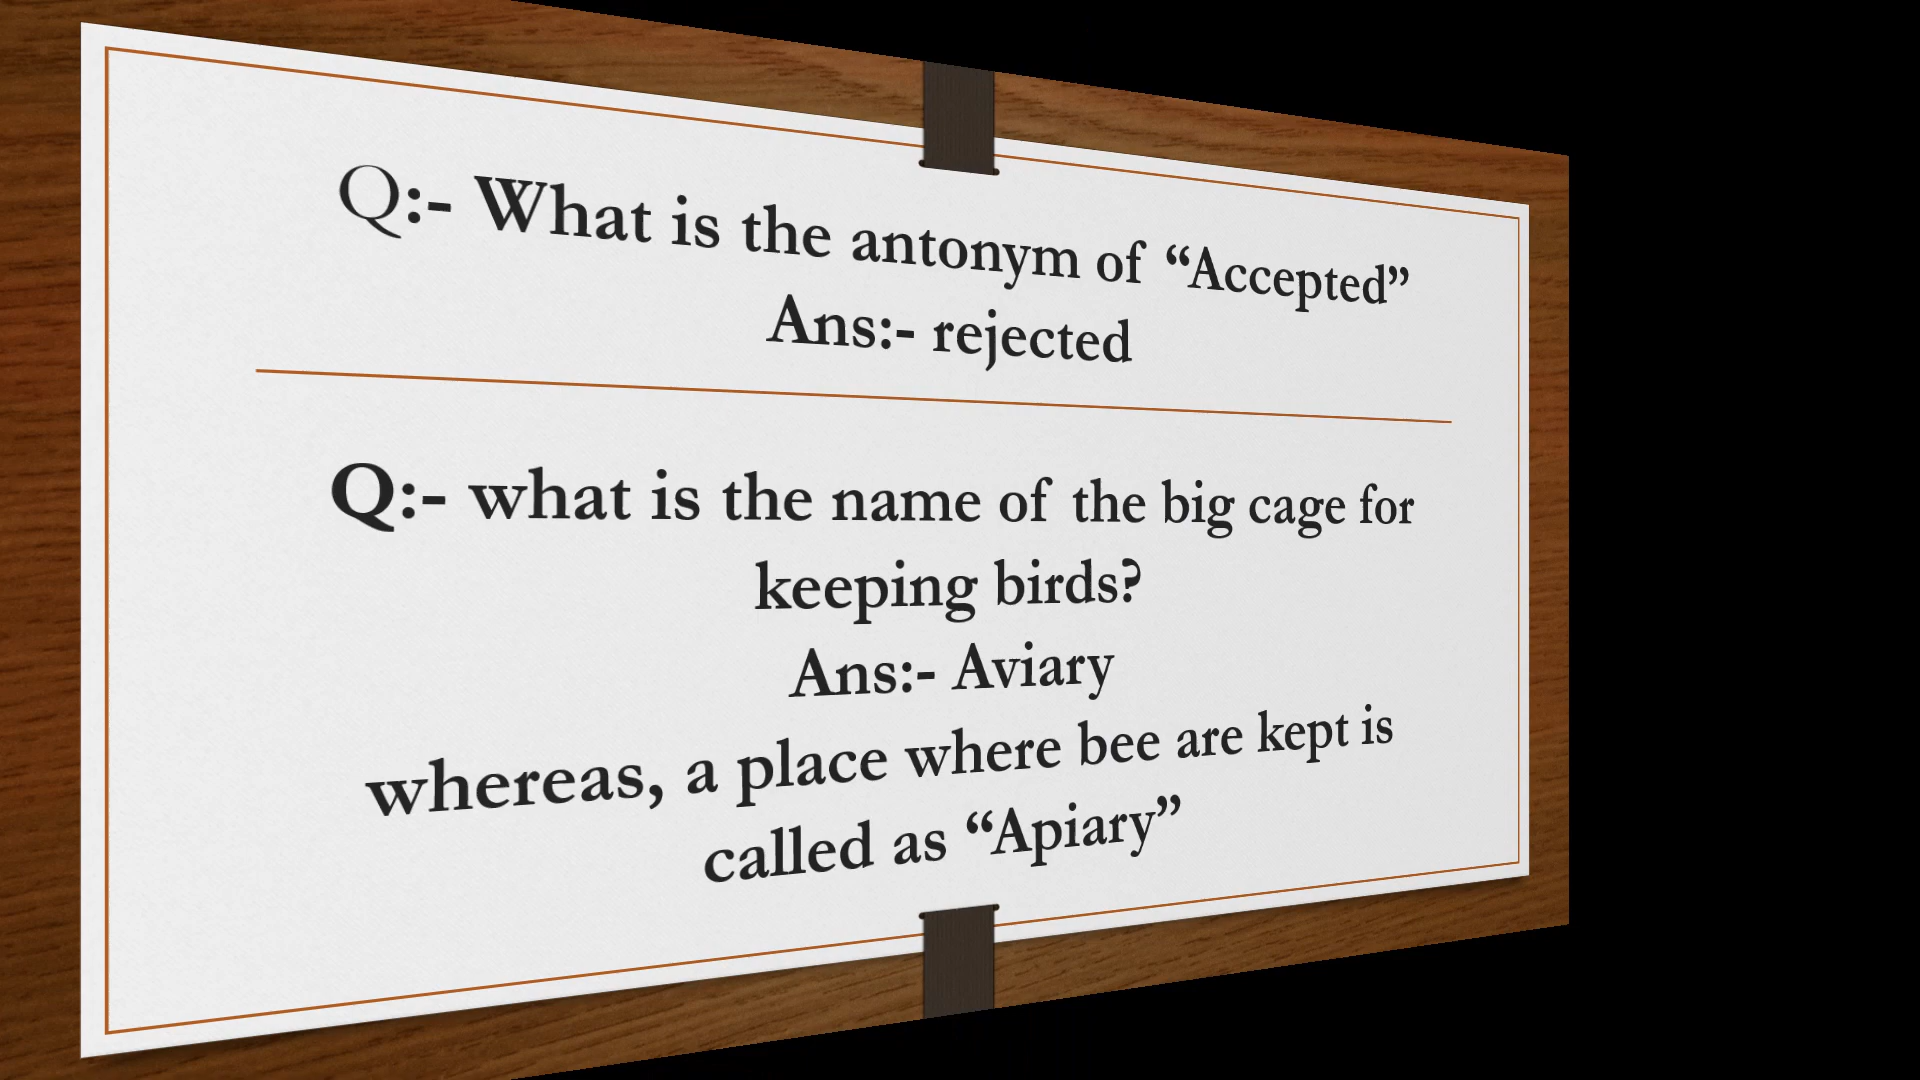 Q:- What is the antonym of “Accepted”
Ans:- rejected
Q:- what is the name of the big cage for
keeping birds?
Ans:- Aviary
whereas, a place where bee are kept is
called as “Apiary”